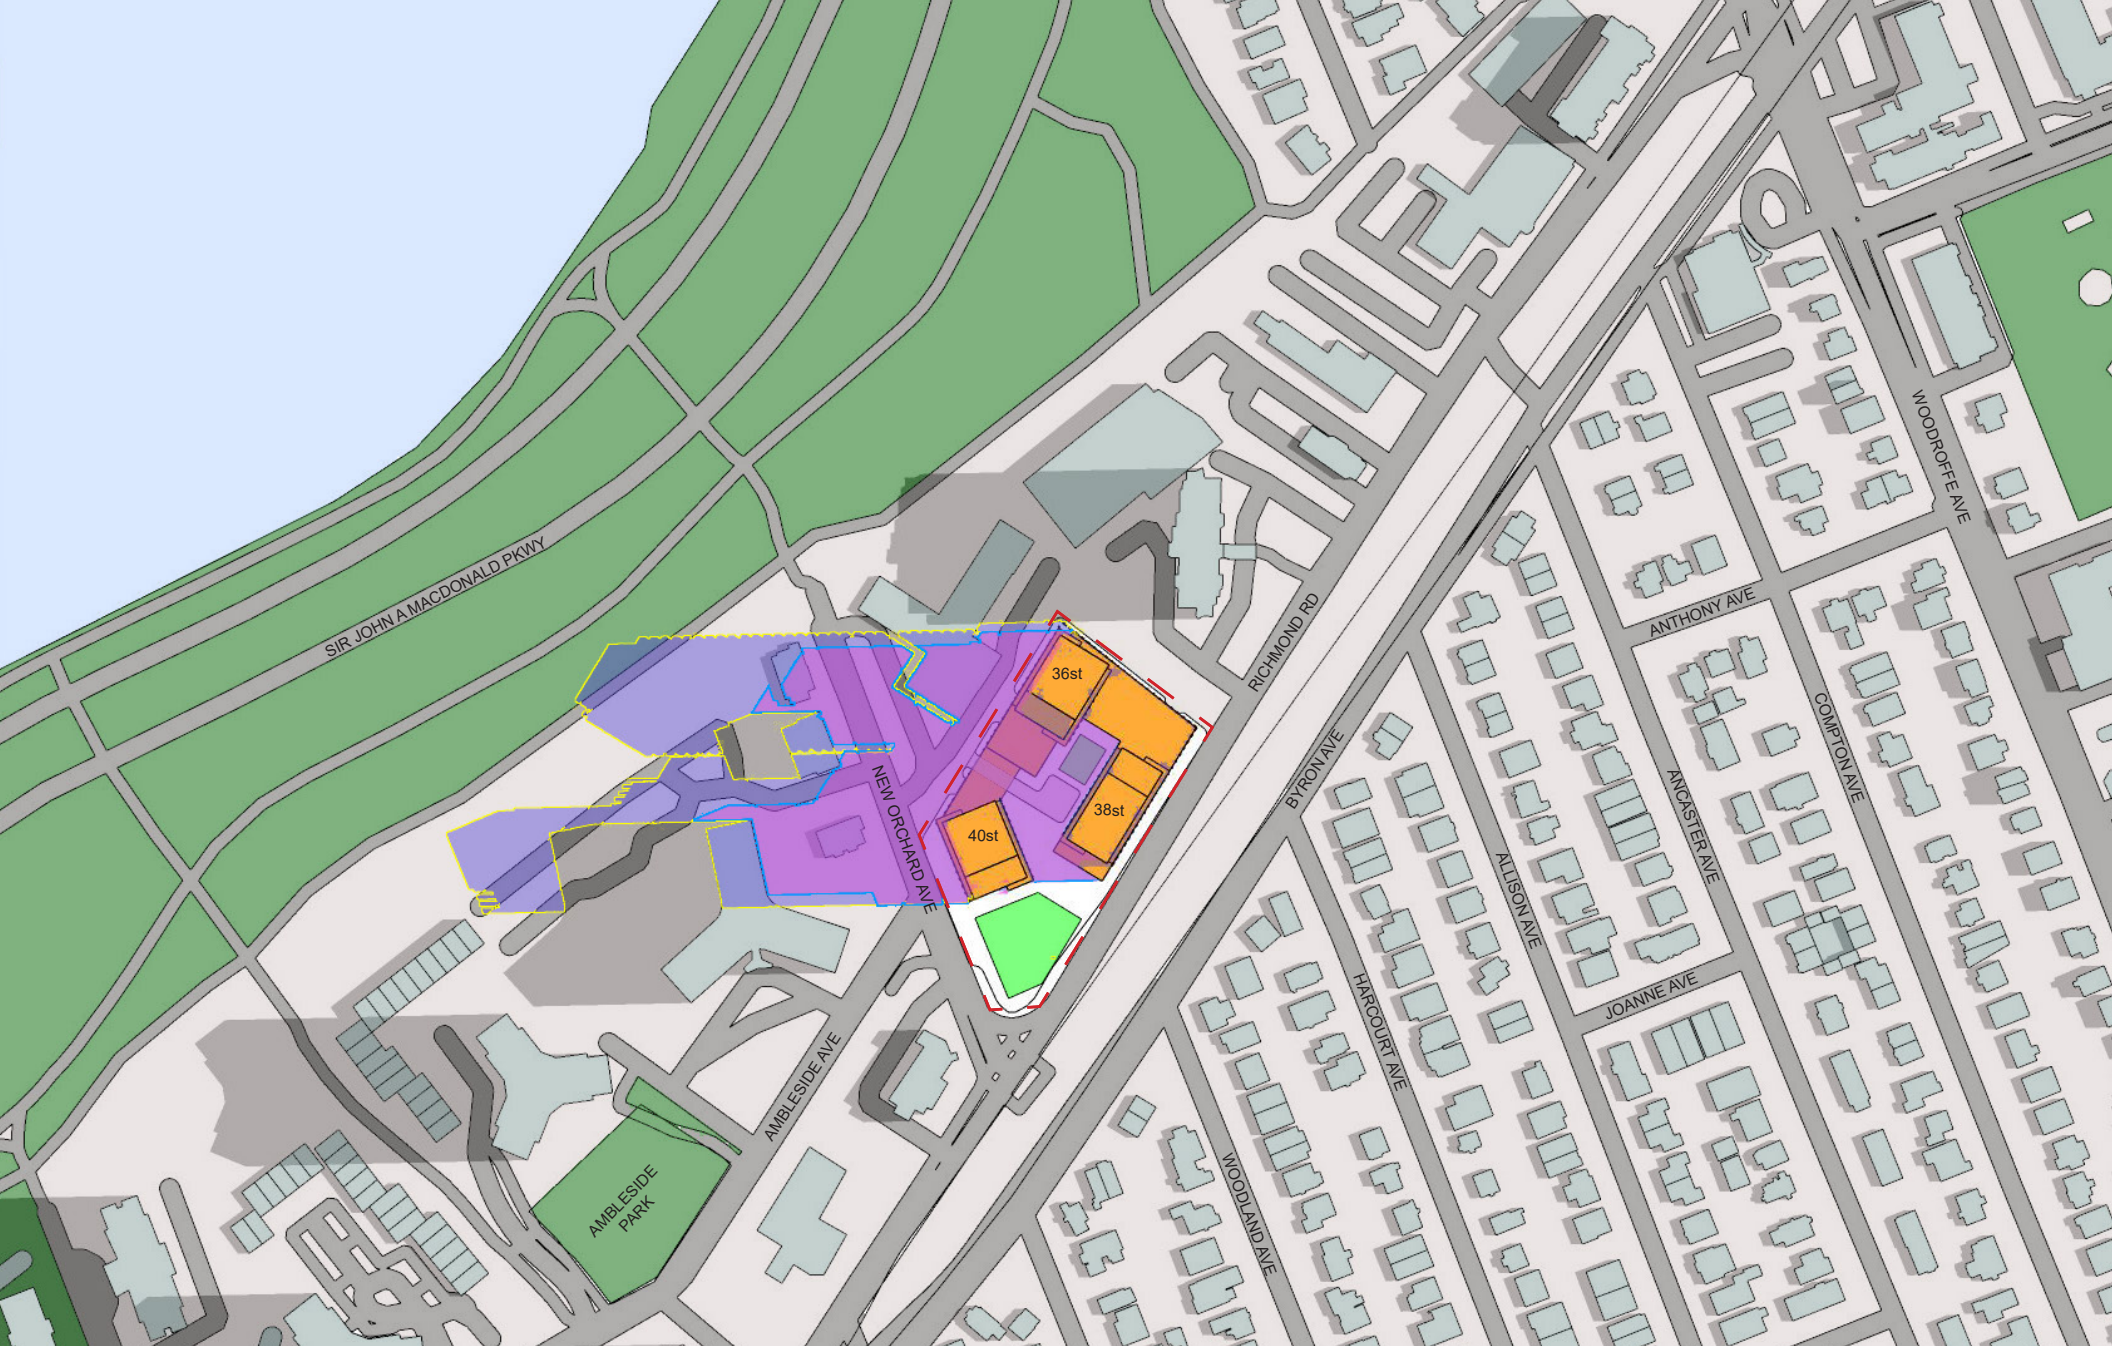 SIR JOHN A MACDONALD PKWY
WOODROFFE AVE
ANTHONY AVE
RICHMOND RD
36st
COMPTON AVE
BYRON AVE
ANCASTER AVE
38st
40st
NEW ORCHARD AVE
ALLISON AVE
JOANNE AVE
HARCOURT AVE
AMBLESIDE AVE
AMBLESIDE
PARK
WOODLAND AVE